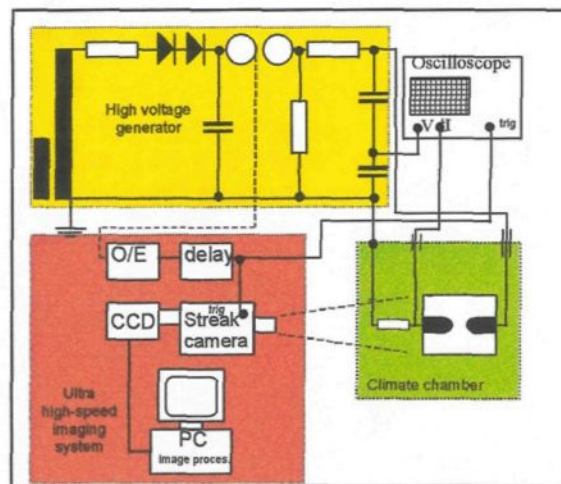 High voltage
generator
Oscilloscope
V dI
trig
O/E
delay
CCD
trig
Streak
camera
Climate chamber
Ultra
high-speed
imaging
system
PC
Image proces.